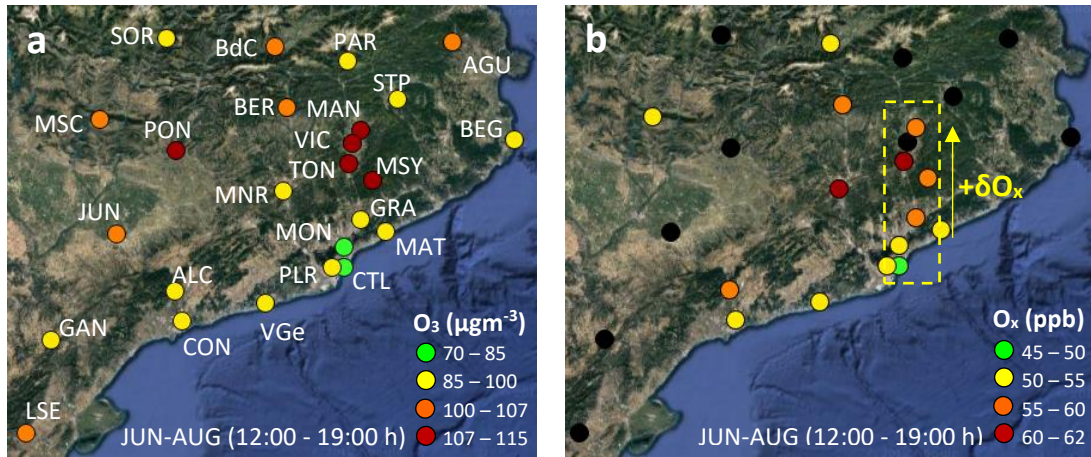 a
SOR
BdC
PAR
AGU
STP
BER
MAN
MSC
PON
VIC
BEG
TON
MSY
MNR
JUN
GRA
MON
MAT
ALC
PLR
CTL
GAN
VGe
CON
O₃ (µgm⁻³)
70 – 85
85 – 100
100 – 107
107 – 115
LSE
JUN-AUG (12:00 - 19:00 h)
b
+δOₓ
Oₓ (ppb)
45 – 50
50 – 55
55 – 60
60 – 62
JUN-AUG (12:00 - 19:00 h)